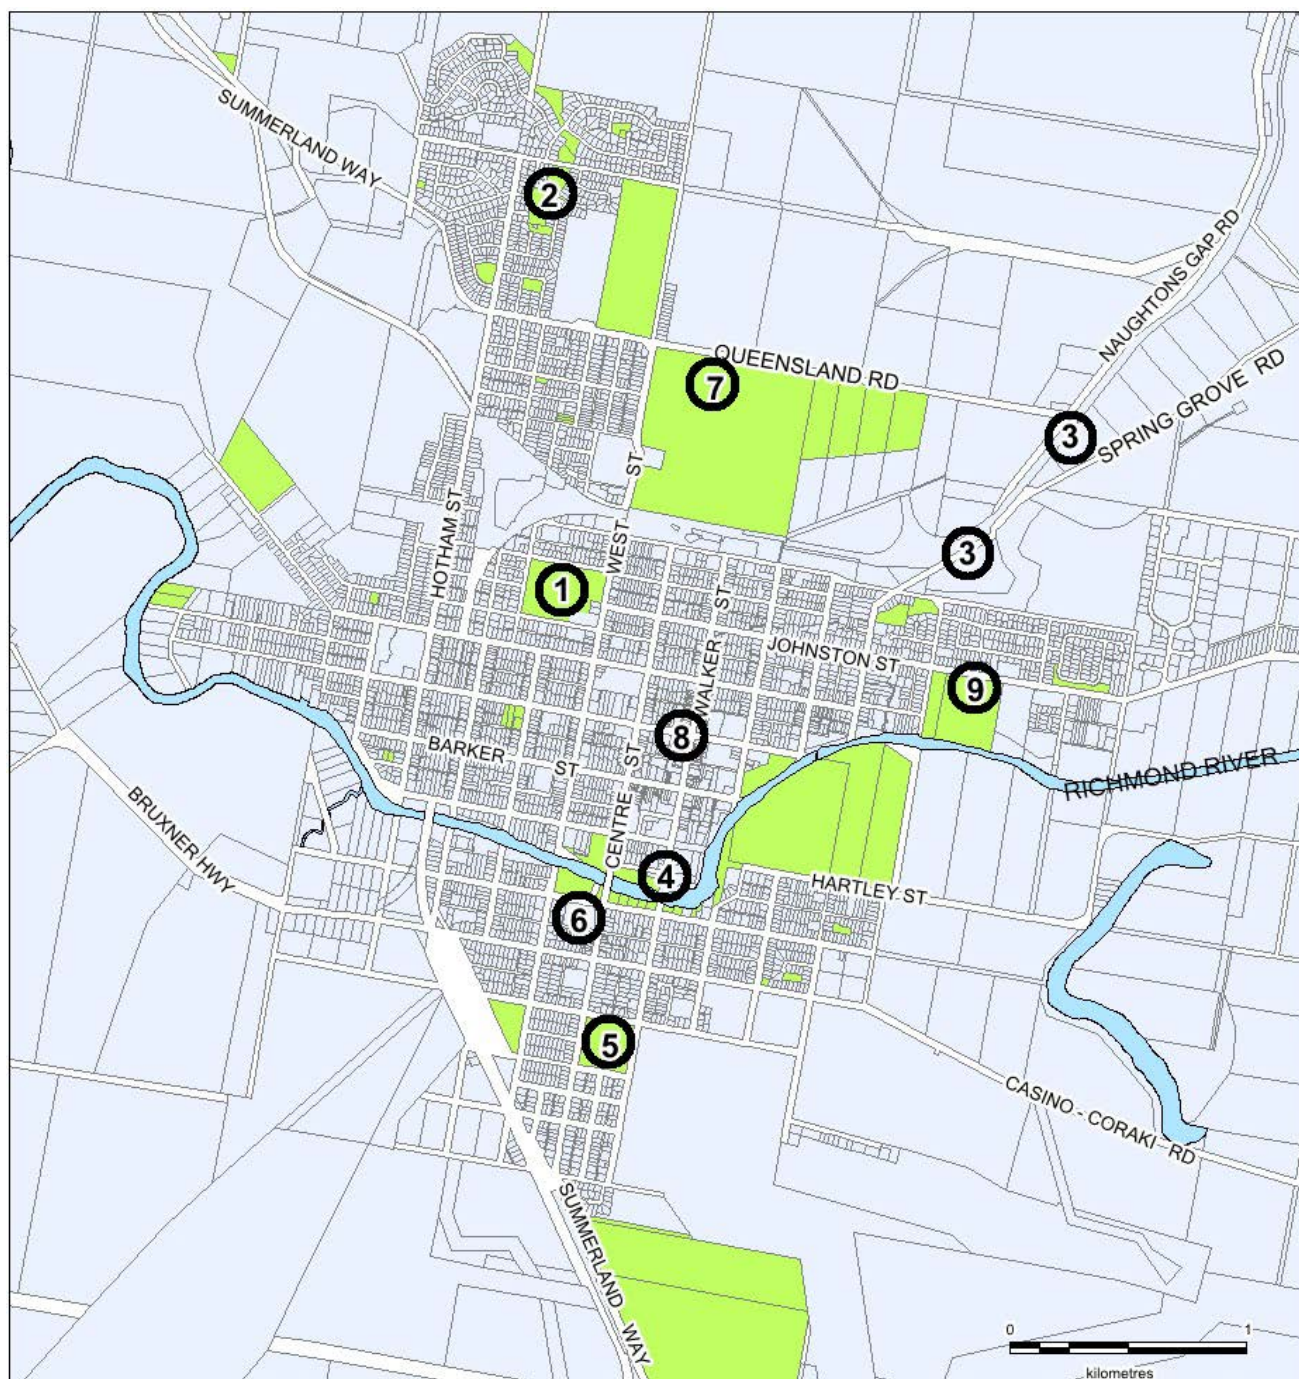 SUMMERLAND WAY
2
NAUGHTONS GAP RD
QUEENSLAND RD
7
3
SPRING GROVE RD
HOTHAM ST
WEST ST
3
1
WALKER ST
JOHNSTON ST
9
8
BARKER ST
CENTRE ST
RICHMOND RIVER
BRUXNER HWY
4
HARTLEY ST
6
5
CASINO - CORAKI - RD
SUMMERLAND WAY
0 1
kilometres